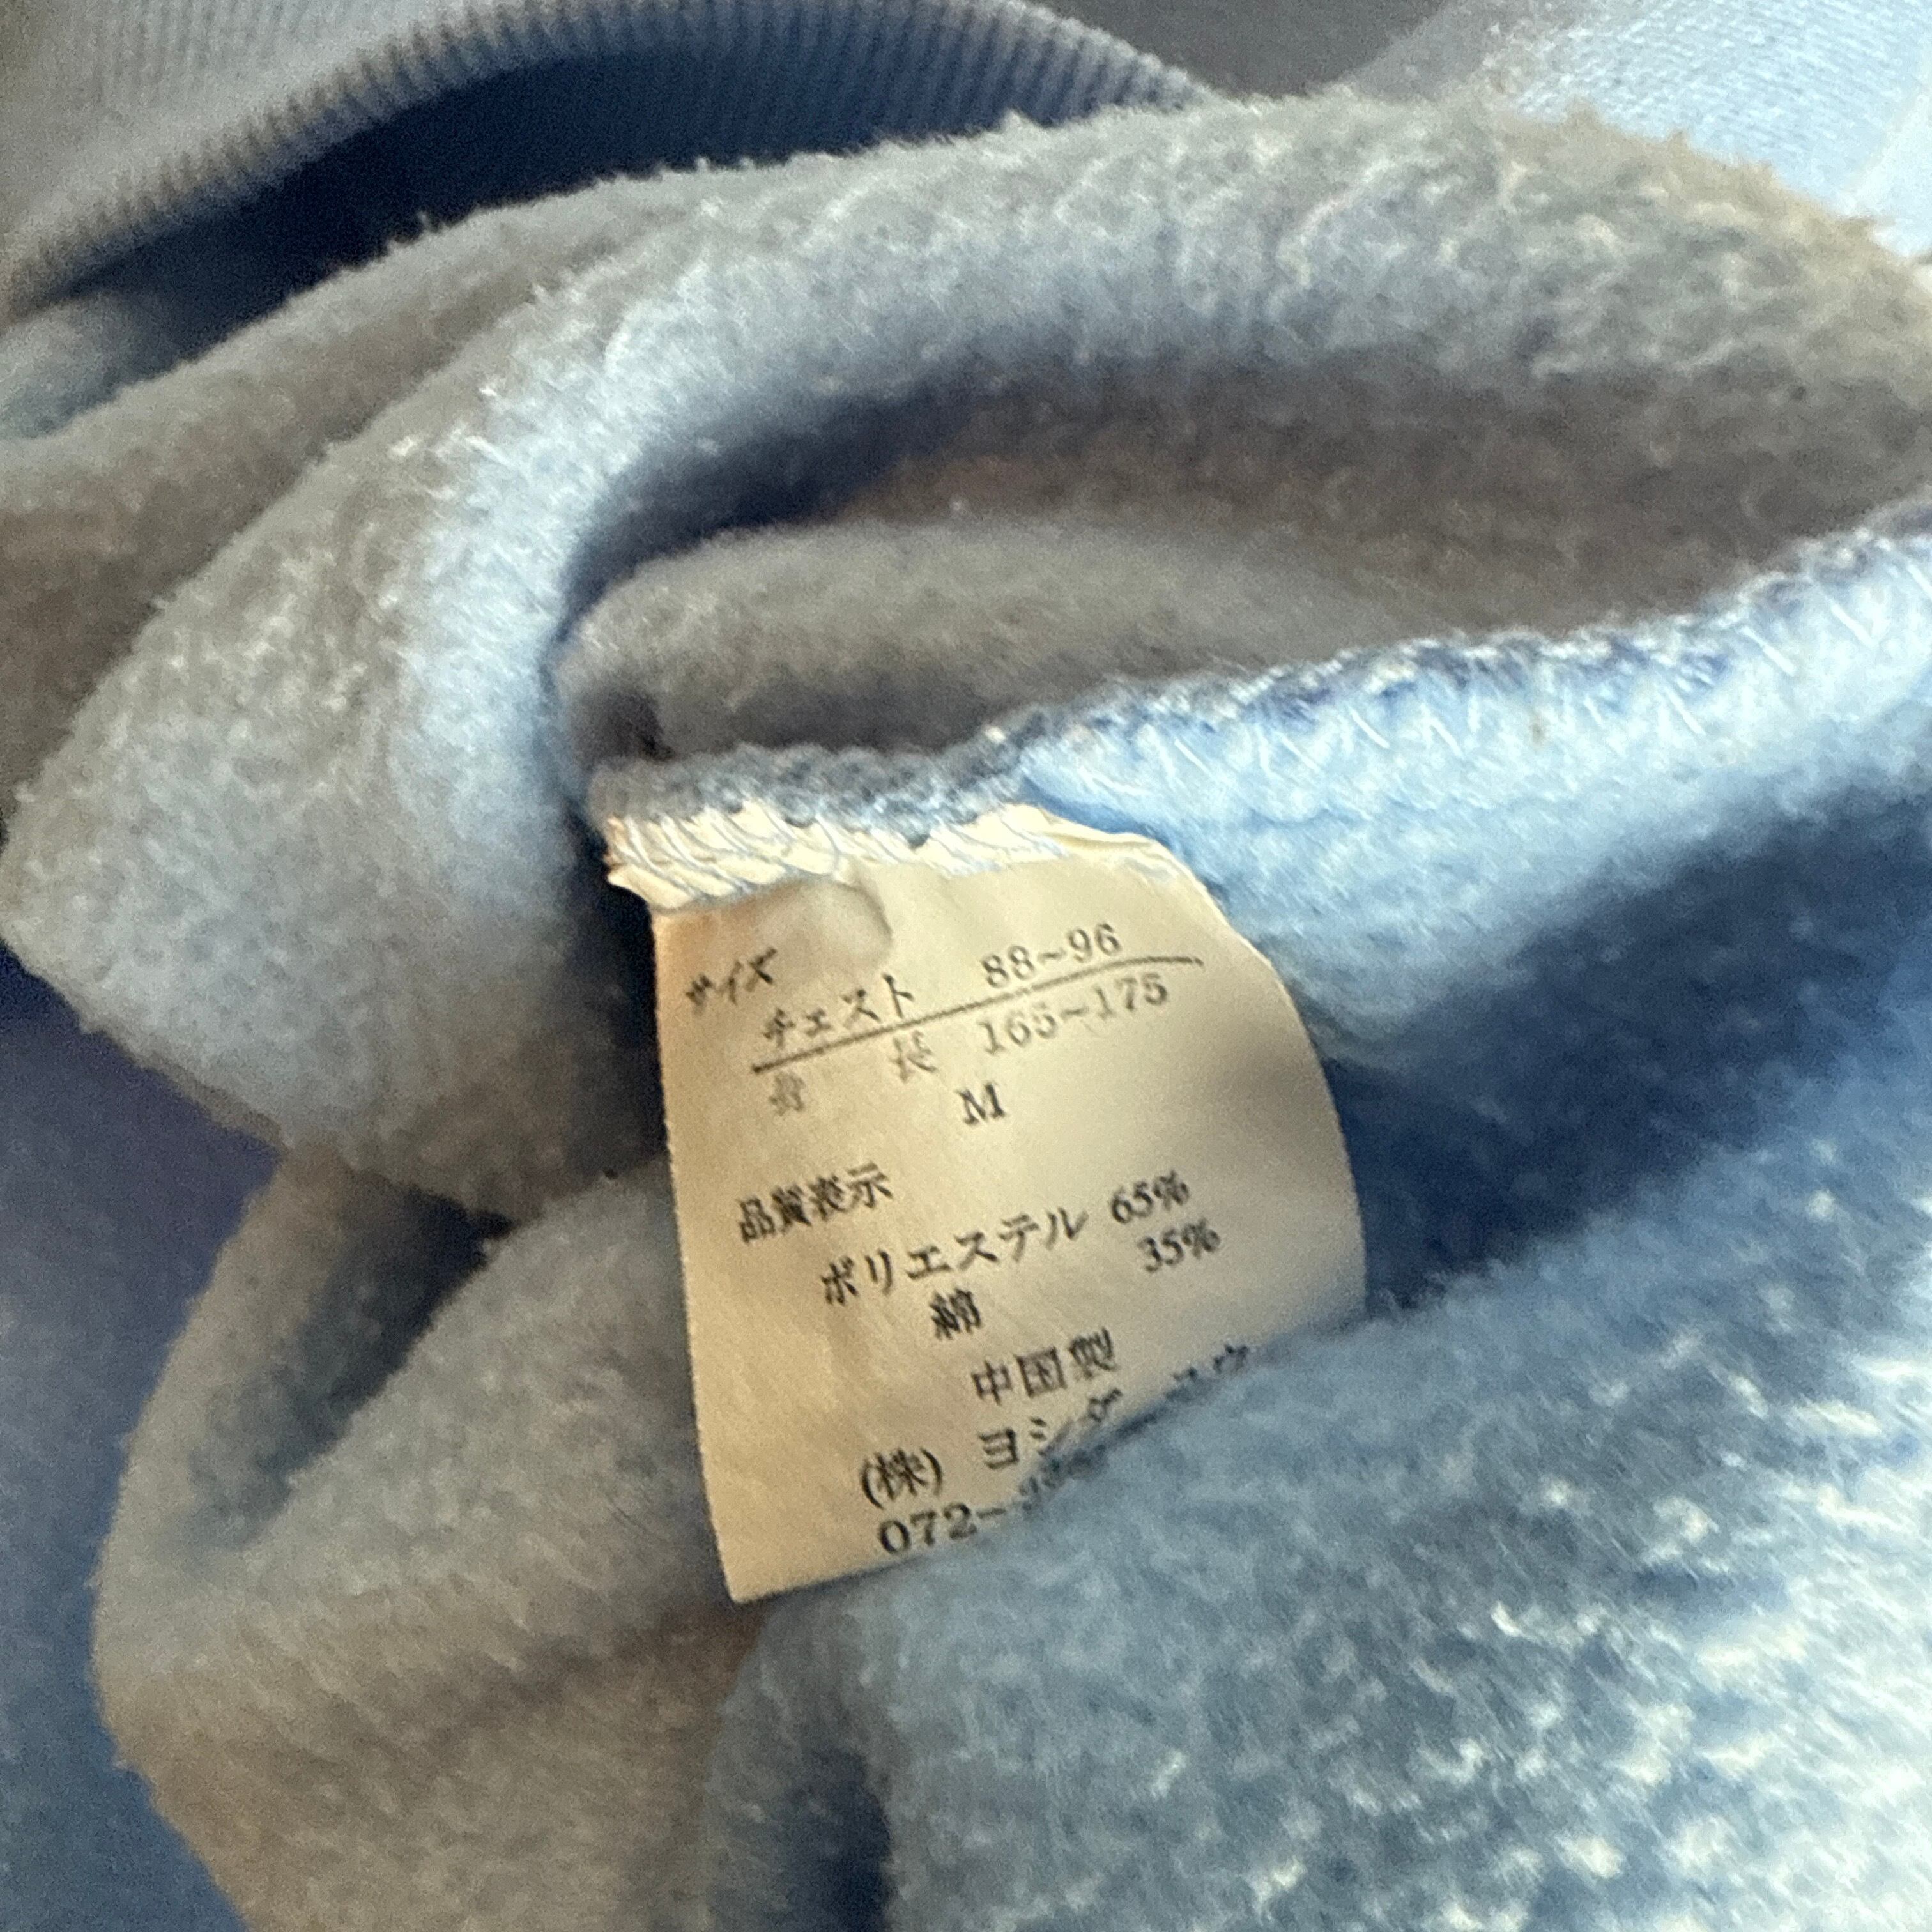 サイズ
チェスト 88~96
身 長 165~175
M
品質表示
ポリエステル 65%
綿 35%
中国製
(株) ヨシダ
072-